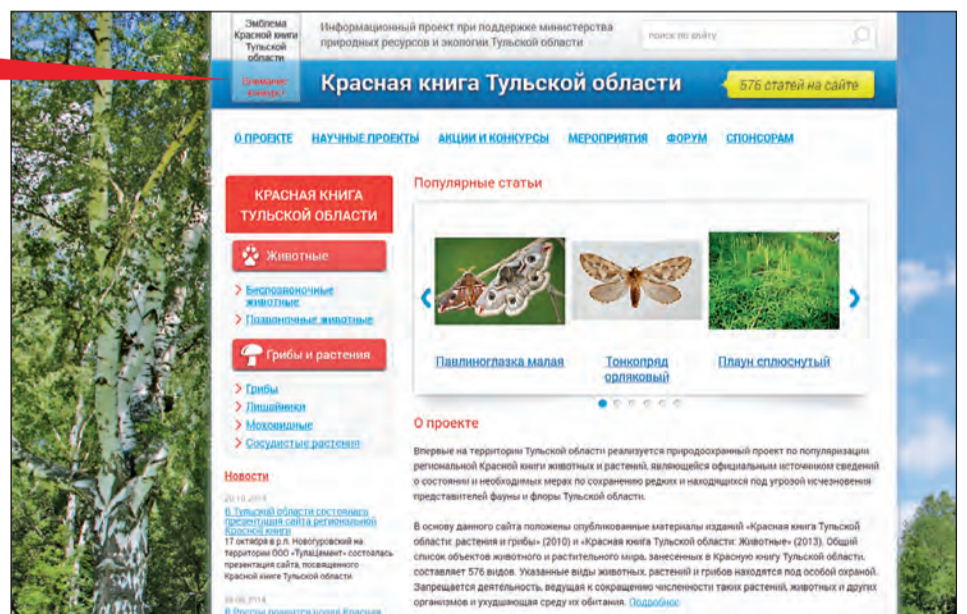 Эмблема
Красной книги
Тульской
области
Внимание:
конкурс!
Информационный проект при поддержке министерства
природных ресурсов и экологии Тульской области
поиск по сайту
Красная книга Тульской области
576 статей на сайте
О ПРОЕКТЕ НАУЧНЫЕ ПРОЕКТЫ АКЦИИ И КОНКУРСЫ МЕРОПРИЯТИЯ ФОРУМ СПОНСОРАМ
КРАСНАЯ КНИГА
ТУЛЬСКОЙ ОБЛАСТИ
Животные
Беспозвоночные
животные
Позвоночные животные
Грибы и растения
Грибы
Лишайники
Моховидные
Сосудистые растения
Новости
20.10.2014
В Тульской области состоялась
презентация сайта региональной
Красной книги
17 октября в р.п. Новогуровский на
территории ООО «ТулаЦемент» состоялась
презентация сайта, посвященного
Красной книге Тульской области
В России появится новая Красная
Популярные статьи
Павлиноглазка малая
Тонкопряд
орляковый
Плаун сплюснутый
О проекте
Впервые на территории Тульской области реализуется природоохранный проект по популяризации
региональной Красной книги животных и растений, являющейся официальным источником сведений
о состоянии и необходимых мерах по сохранению редких и находящихся под угрозой исчезновения
представителей фауны и флоры Тульской области.
В основу данного сайта положены опубликованные материалы изданий «Красная книга Тульской
области: растения и грибы» (2010) и «Красная книга Тульской области: Животные» (2013). Общий
список объектов животного и растительного мира, занесенных в Красную книгу Тульской области,
составляет 576 видов. Указанные виды животных, растений и грибов находятся под особой охраной.
Запрещается деятельность, ведущая к сокращению численности таких растений, животных и других
организмов и ухудшающая среду их обитания. Подробнее